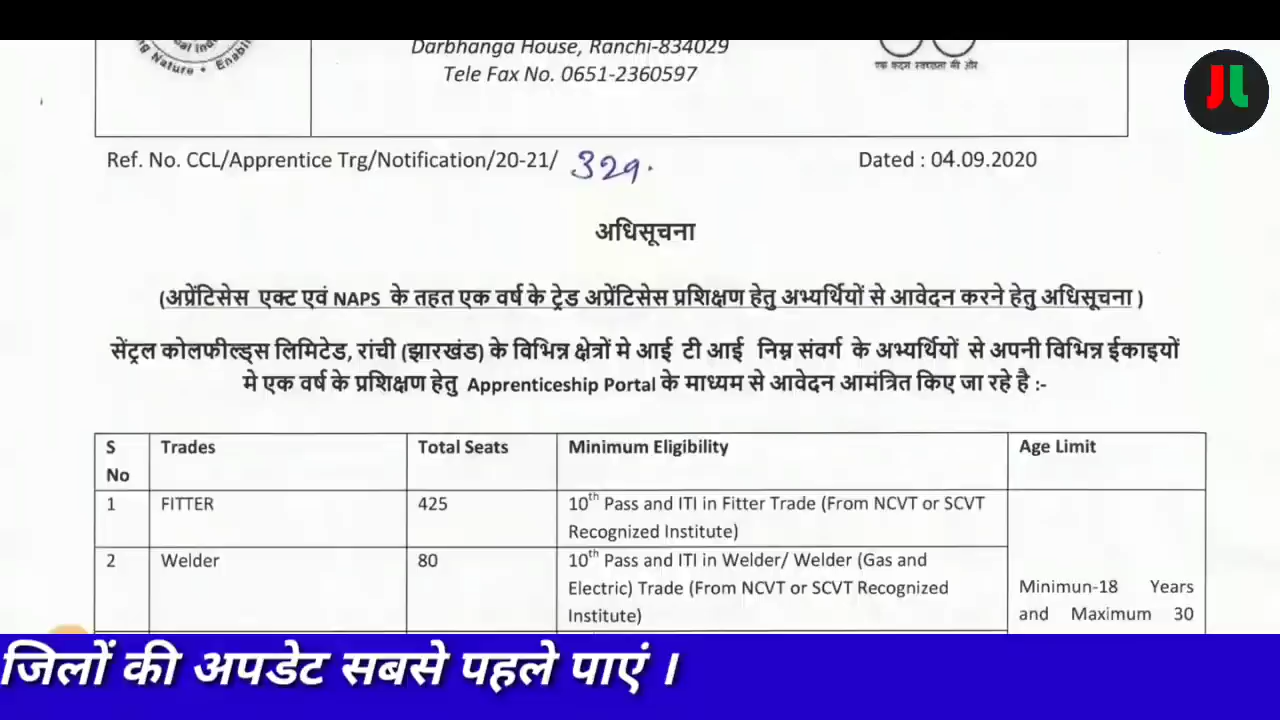 Darbhanga House, Ranchi-834029
Tele Fax No. 0651-2360597
एक कदम स्वच्छता की ओर
JL
Ref. No. CCL/Apprentice Trg/Notification/20-21/ 329.
Dated : 04.09.2020
अधिसूचना
(अप्रेंटिसेस एक्ट एवं NAPS के तहत एक वर्ष के ट्रेड अप्रेंटिसेस प्रशिक्षण हेतु अभ्यर्थियों से आवेदन करने हेतु अधिसूचना )
सेंट्रल कोलफील्ड्स लिमिटेड, रांची (झारखंड) के विभिन्न क्षेत्रों मे आई टी आई निम्न संवर्ग के अभ्यर्थियों से अपनी विभिन्न ईकाइयों
मे एक वर्ष के प्रशिक्षण हेतु Apprenticeship Portal के माध्यम से आवेदन आमंत्रित किए जा रहे है :-
S No Trades Total Seats Minimum Eligibility Age Limit
1 FITTER 425 10th Pass and ITI in Fitter Trade (From NCVT or SCVT
Recognized Institute)
2 Welder 80 10th Pass and ITI in Welder/ Welder (Gas and
Electric) Trade (From NCVT or SCVT Recognized
Institute)
Minimun-18 Years
and Maximum 30
जिलों की अपडेट सबसे पहले पाएं ।